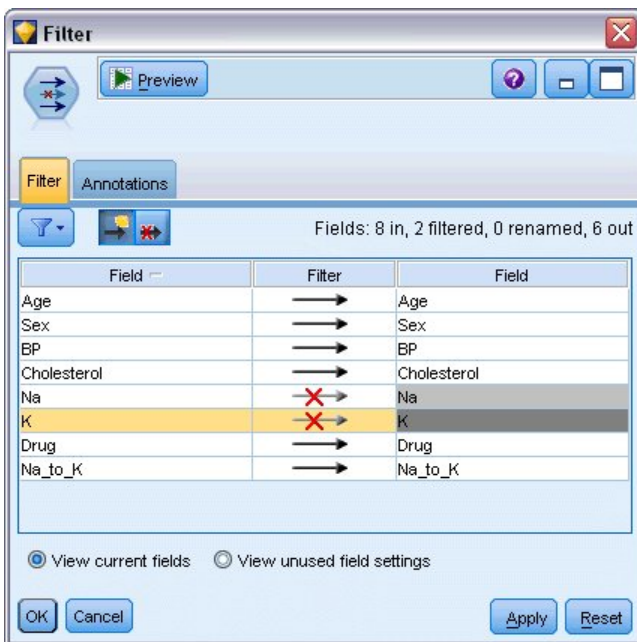 Filter
Preview
Filter
Annotations
Fields: 8 in, 2 filtered, 0 renamed, 6 out
Field Filter Field
Age Age
Sex Sex
BP BP
Cholesterol Cholesterol
Na Na
K K
Drug Drug
Na_to_K Na_to_K
View current fields View unused field settings
OK Cancel Apply Reset